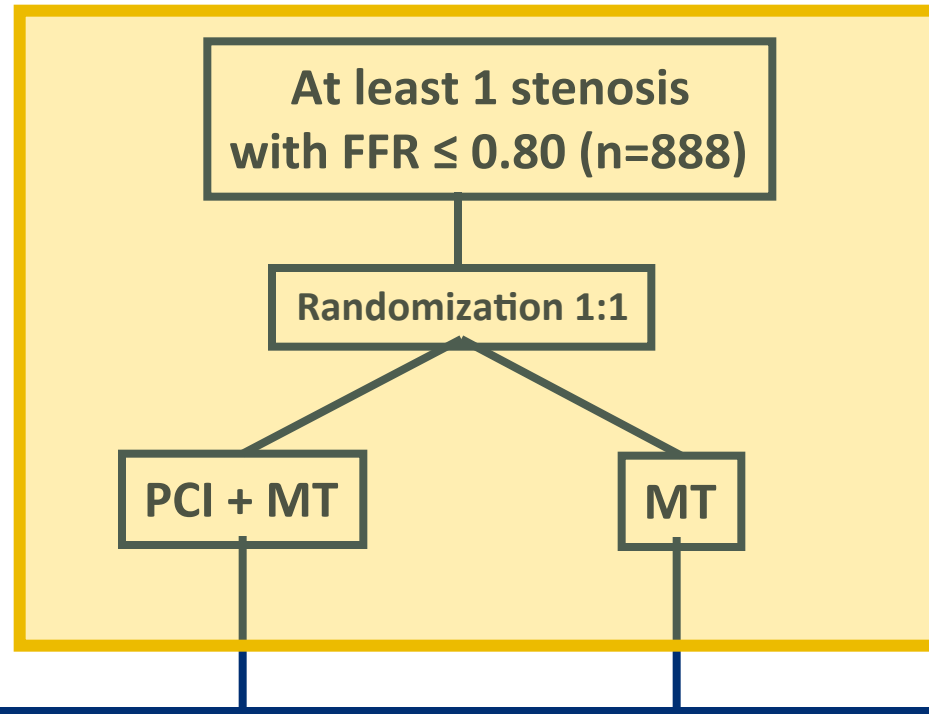 At least 1 stenosis
with FFR ≤ 0.80 (n=888)
Randomization 1:1
PCI + MT
MT